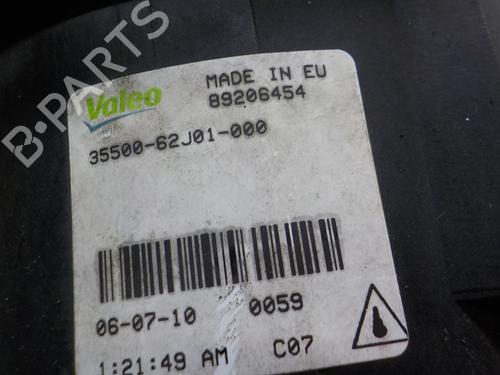 B-PARTS
Valeo
MADE IN EU
89206454
35500-62J01-000
06-07-10 0059
1:21:49 AM C07